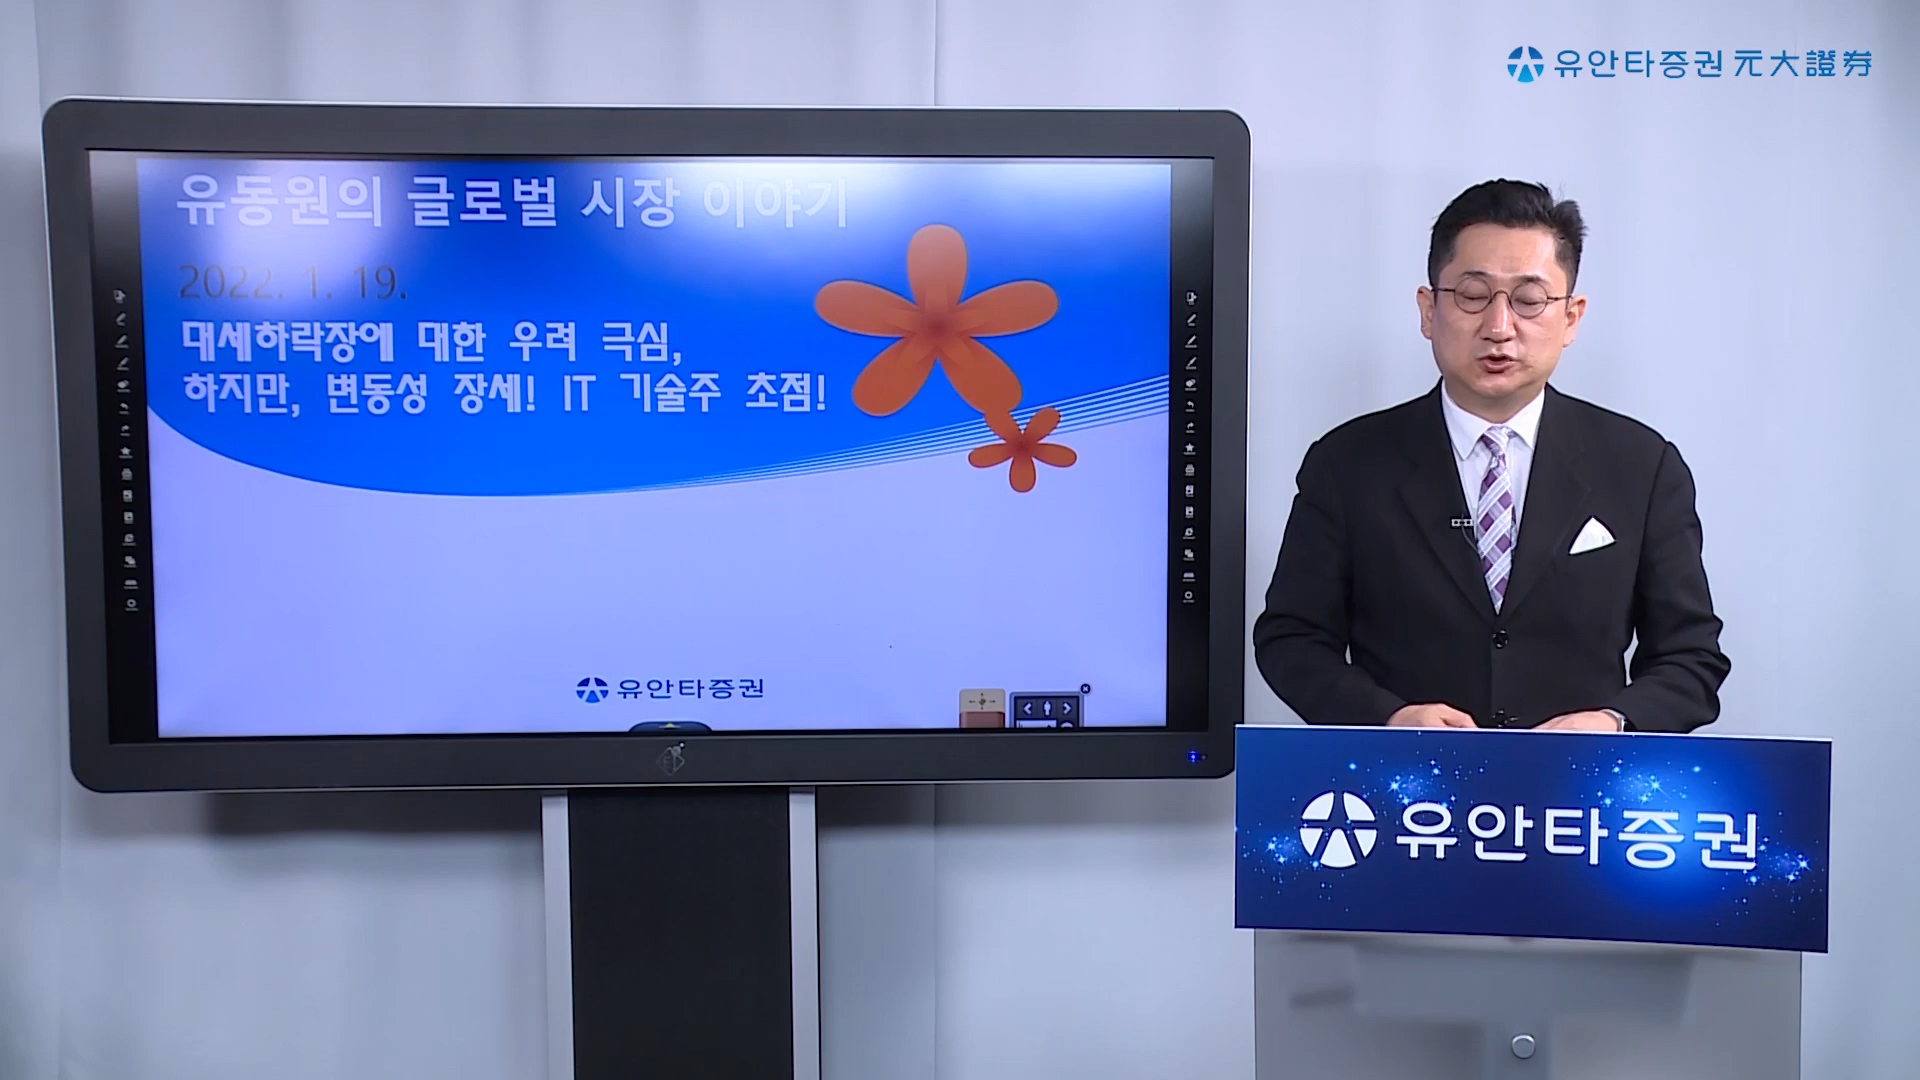 유안타증권 元大證券
유동원의 글로벌 시장 이야기
2022. 1. 19.
대세하락장에 대한 우려 극심,
하지만, 변동성 장세! IT 기술주 초점!
유안타증권
유안타증권